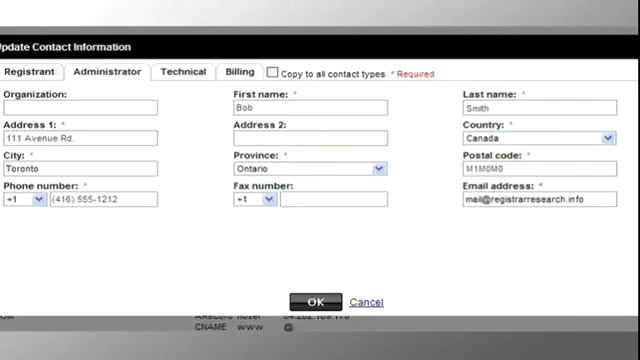 Update Contact Information
Registrant Administrator Technical Billing Copy to all contact types * Required
Organization: First name: * Last name: *
Bob Smith
Address 1: * Address 2: Country: *
111 Avenue Rd. Canada
City: * Province: * Postal code: *
Toronto Ontario M1M0M0
Phone number: * Fax number: Email address: *
+1 (416) 555-1212 +1 mail@registrarresearch.info
OK Cancel
CNAME www @